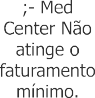 ;- Med
Center Não
atinge o
faturamento
mínimo.